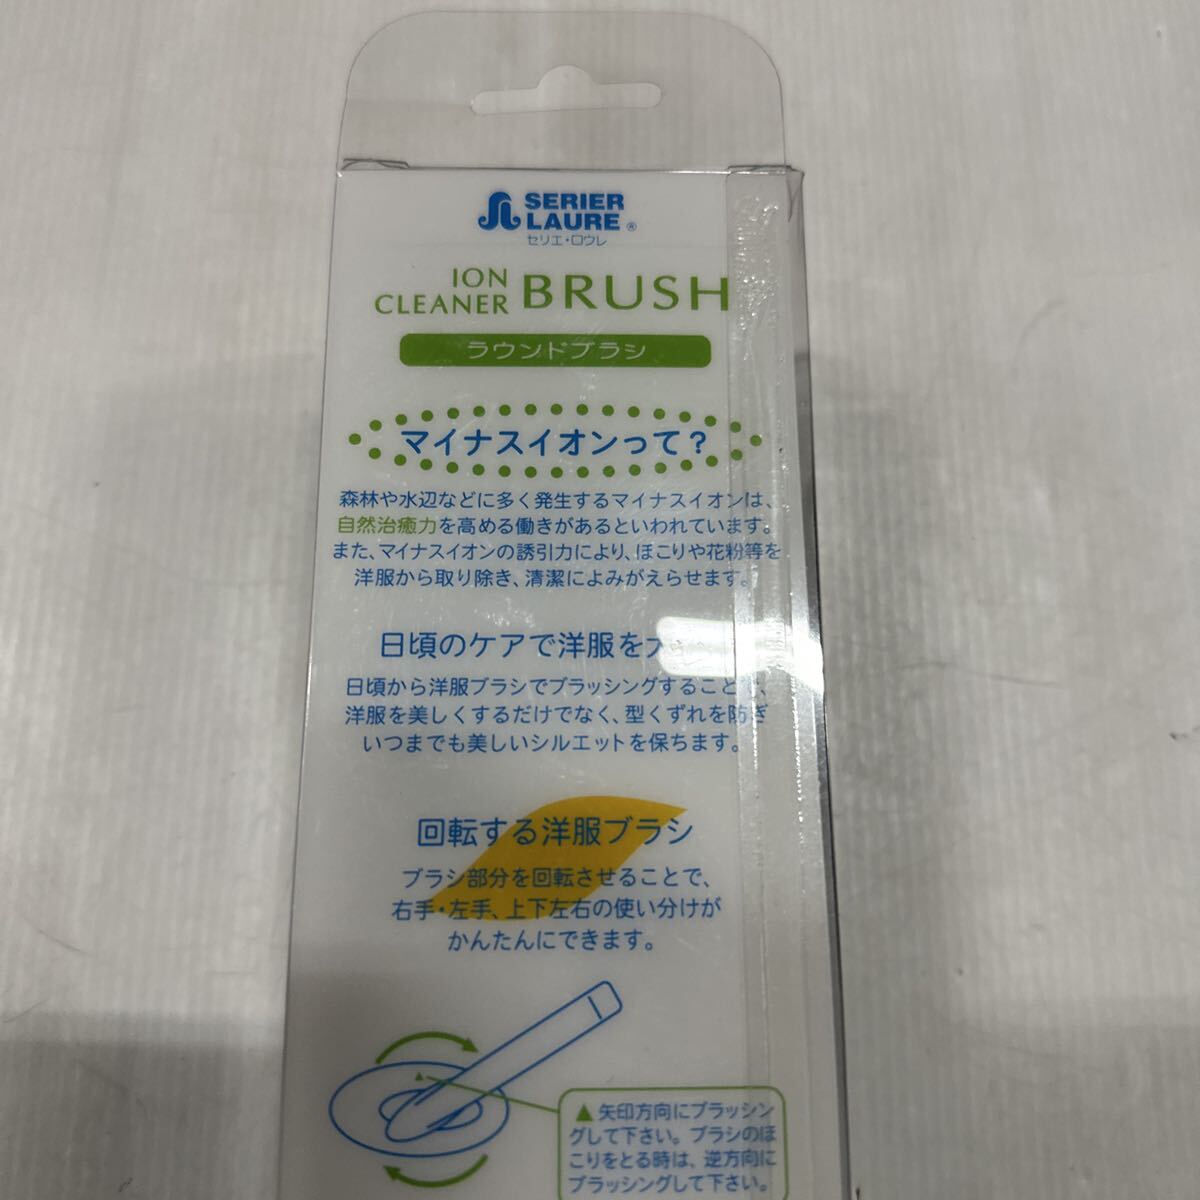 SERIER
LAURE®
セリエ・ロウレ
ION
CLEANER BRUSH
ラウンドブラシ
マイナスイオンって?
森林や水辺などに多く発生するマイナスイオンは、
自然治癒力を高める働きがあるといわれています。
また、マイナスイオンの誘引力により、ほこりや花粉等を
洋服から取り除き、清潔によみがえらせます。
日頃のケアで洋服を
日頃から洋服ブラシでブラッシングすることで、
洋服を美しくするだけでなく、型くずれを防ぎ
いつまでも美しいシルエットを保ちます。
回転する洋服ブラシ
ブラシ部分を回転させることで、
右手・左手、上下左右の使い分けが
かんたんにできます。
▲矢印方向にブラッシン
グして下さい。ブラシのほ
こりをとる時は、逆方向に
ブラッシングして下さい。